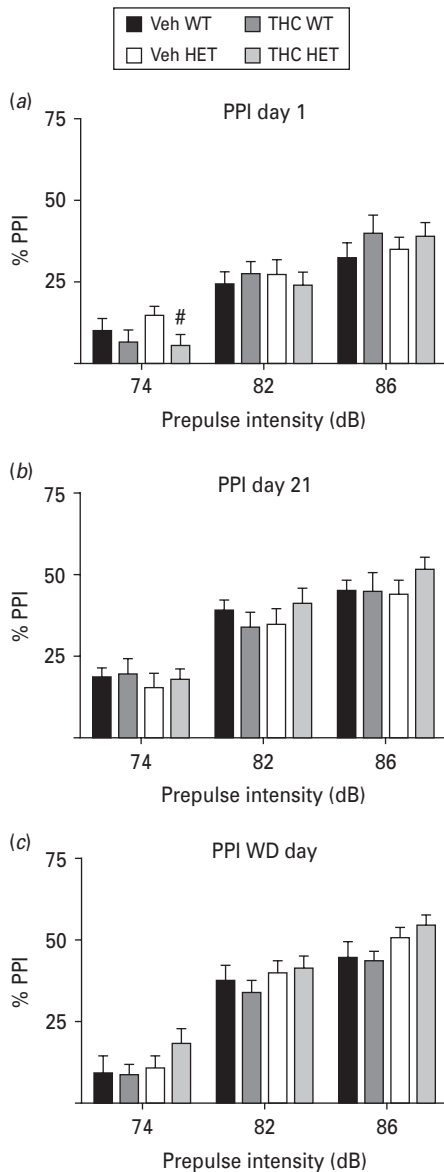 Veh WT THC WT
Veh HET THC HET
(a)
PPI day 1
75
50
25
% PPI
#
74 82 86
Prepulse intensity (dB)
(b)
PPI day 21
75
50
25
% PPI
74 82 86
Prepulse intensity (dB)
(c)
PPI WD day
75
50
25
% PPI
74 82 86
Prepulse intensity (dB)